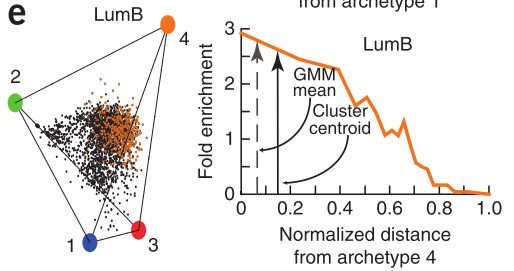 from archetype 1
e
LumB
4
2
1
3
Fold enrichment
3
2
1
0
LumB
GMM
mean
Cluster
centroid
0 0.2 0.4 0.6 0.8 1.0
Normalized distance
from archetype 4